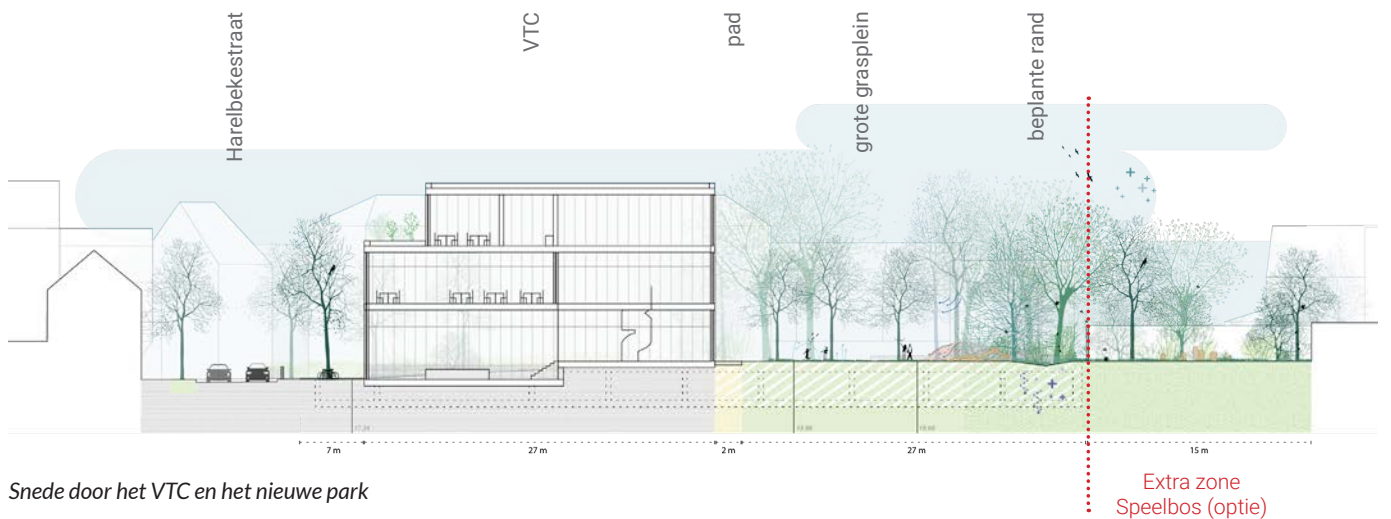 Harelbekestraat
VTC
pad
grote grasplein
beplante rand
7 m
27 m
2 m
27 m
15 m
Snede door het VTC en het nieuwe park
Extra zone
Speelbos (optie)